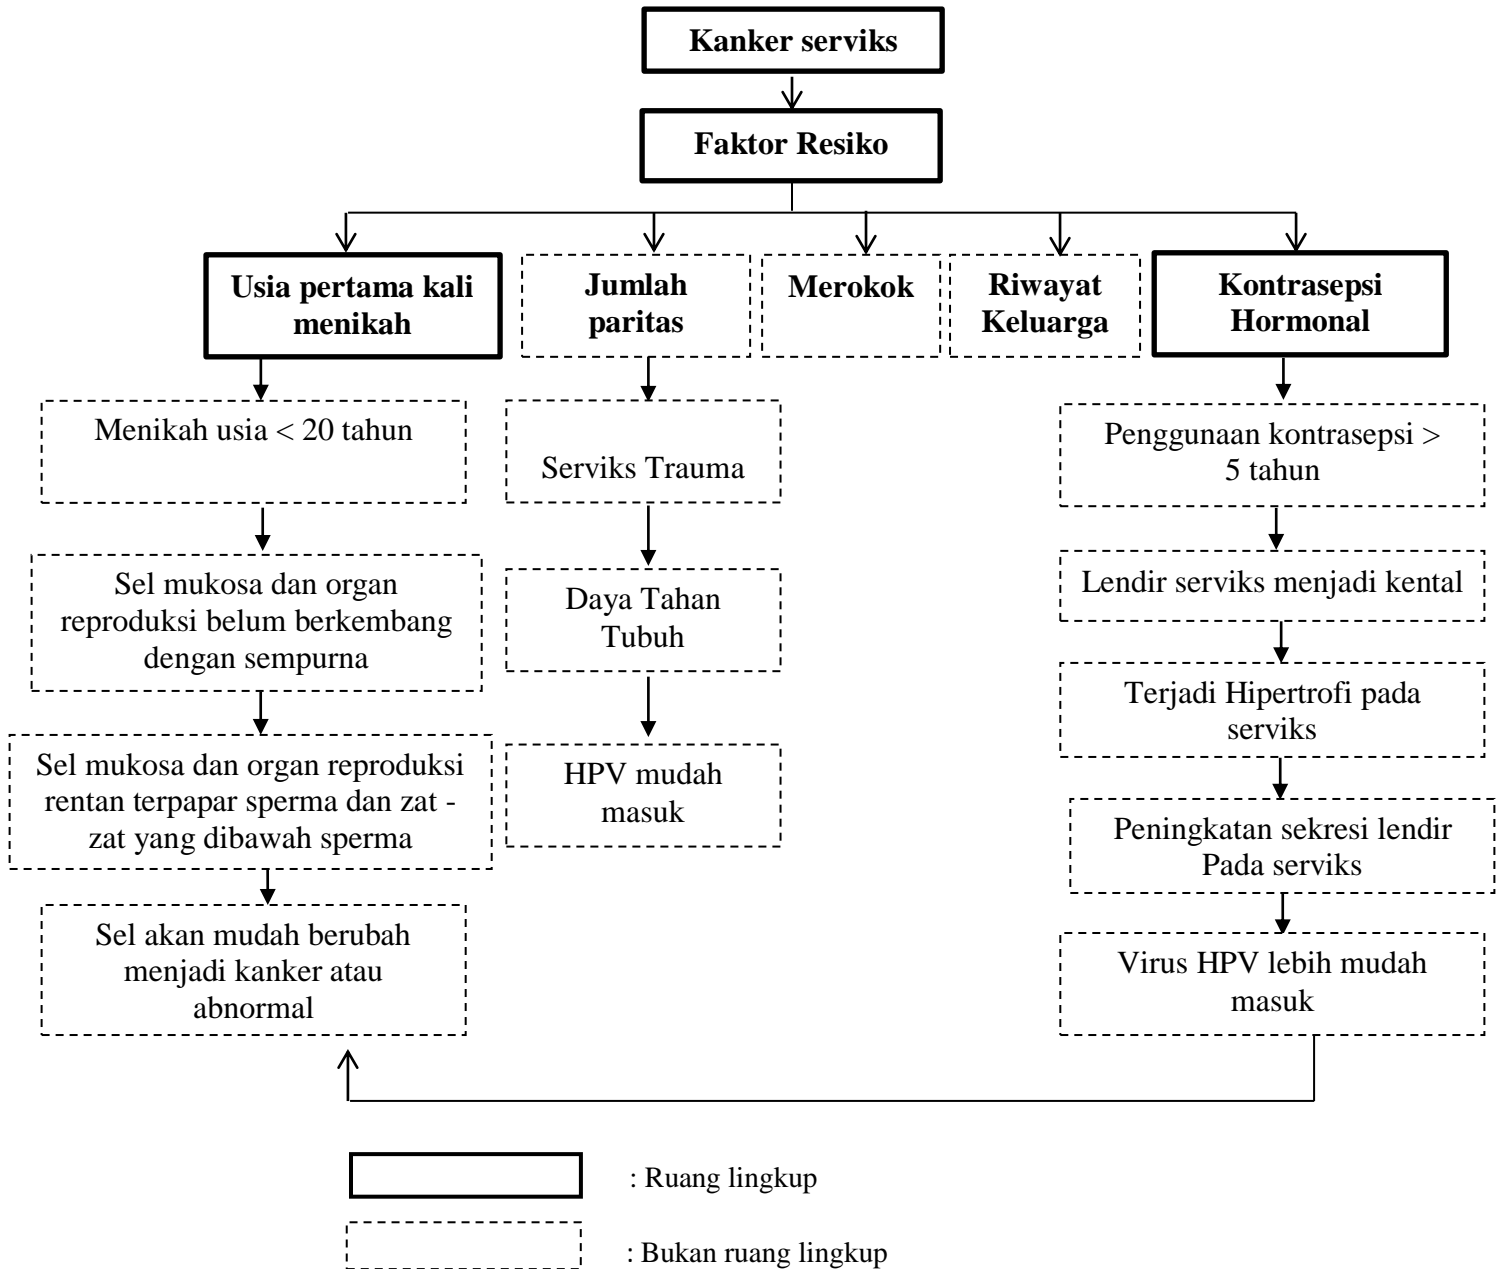 Kanker serviks
Faktor Resiko
Usia pertama kali
menikah
Jumlah
paritas
Merokok
Riwayat
Keluarga
Kontrasepsi
Hormonal
Menikah usia < 20 tahun
Serviks Trauma
Penggunaan kontrasepsi >
5 tahun
Sel mukosa dan organ
reproduksi belum berkembang
dengan sempurna
Daya Tahan
Tubuh
Lendir serviks menjadi kental
Terjadi Hipertrofi pada
serviks
Sel mukosa dan organ reproduksi
rentan terpapar sperma dan zat -
zat yang dibawah sperma
HPV mudah
masuk
Peningkatan sekresi lendir
Pada serviks
Sel akan mudah berubah
menjadi kanker atau
abnormal
Virus HPV lebih mudah
masuk
: Ruang lingkup
: Bukan ruang lingkup